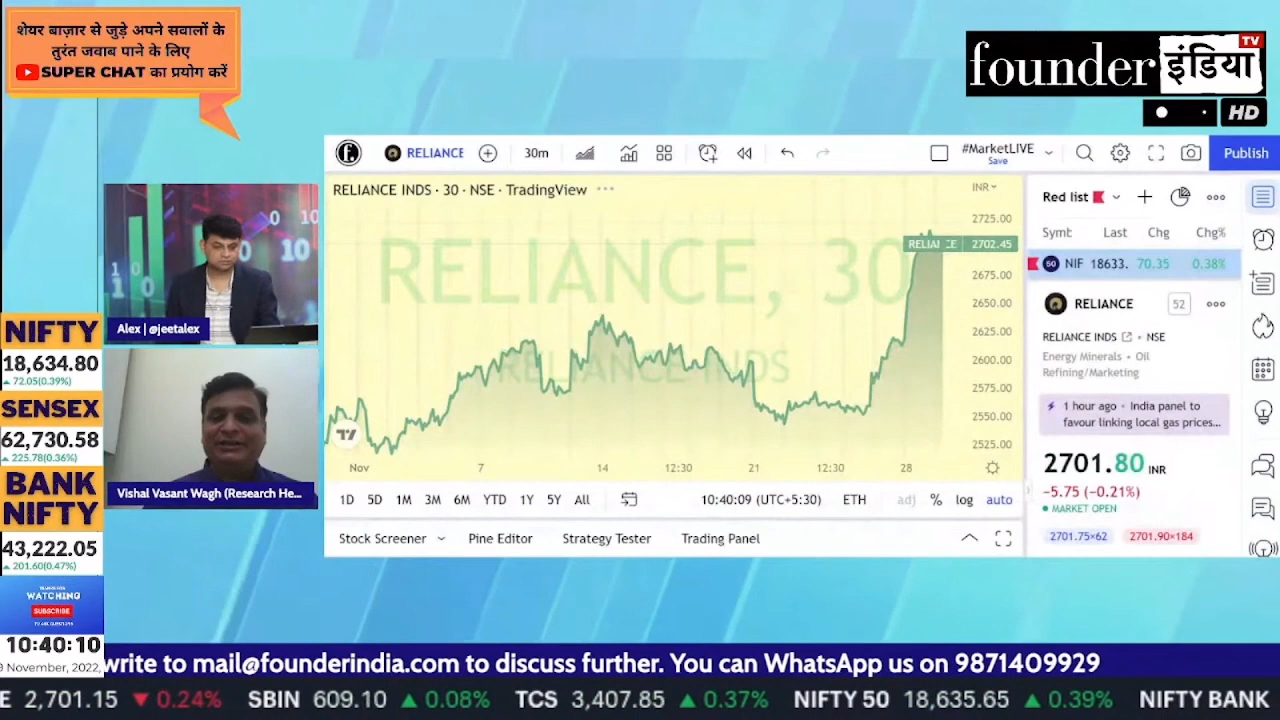 शेयर बाज़ार से जुड़े अपने सवालों के
तुरंत जवाब पाने के लिए
SUPER CHAT का प्रयोग करें
founder इंडिया TV
HD
RELIANCE
30m
#MarketLIVE
Save
Publish
RELIANCE INDS · 30 · NSE · TradingView
INR
RELIANCE, 30
RELIANCE INDS
2725.00
2702.45
2675.00
2650.00
2625.00
2600.00
2575.00
2550.00
2525.00
Nov 7 14 12:30 21 12:30 28
1D 5D 1M 3M 6M YTD 1Y 5Y All
10:40:09 (UTC+5:30) ETH adj % log auto
Stock Screener Pine Editor Strategy Tester Trading Panel
Red list
Symb Last Chg Chg%
50 NIF 18633. 70.35 0.38%
RELIANCE 52
RELIANCE INDS • NSE
Energy Minerals • Oil
Refining/Marketing
1 hour ago • India panel to
favour linking local gas prices...
2701.80 INR
−5.75 (−0.21%)
MARKET OPEN
2701.75×62 2701.90×184
Alex | @jeetalex
Vishal Vasant Wagh (Research He...
NIFTY
18,634.80
72.05(0.39%)
SENSEX
62,730.58
225.78(0.36%)
BANK
NIFTY
43,222.05
201.60(0.47%)
WATCHING
SUBSCRIBE
TO ASK QUESTIONS
10:40:10
9 November, 2022,
write to mail@founderindia.com to discuss further. You can WhatsApp us on 9871409929
E 2,701.15 ▼ 0.24% SBIN 609.10 ▲ 0.08% TCS 3,407.85 ▲ 0.37% NIFTY 50 18,635.65 ▲ 0.39% NIFTY BANK